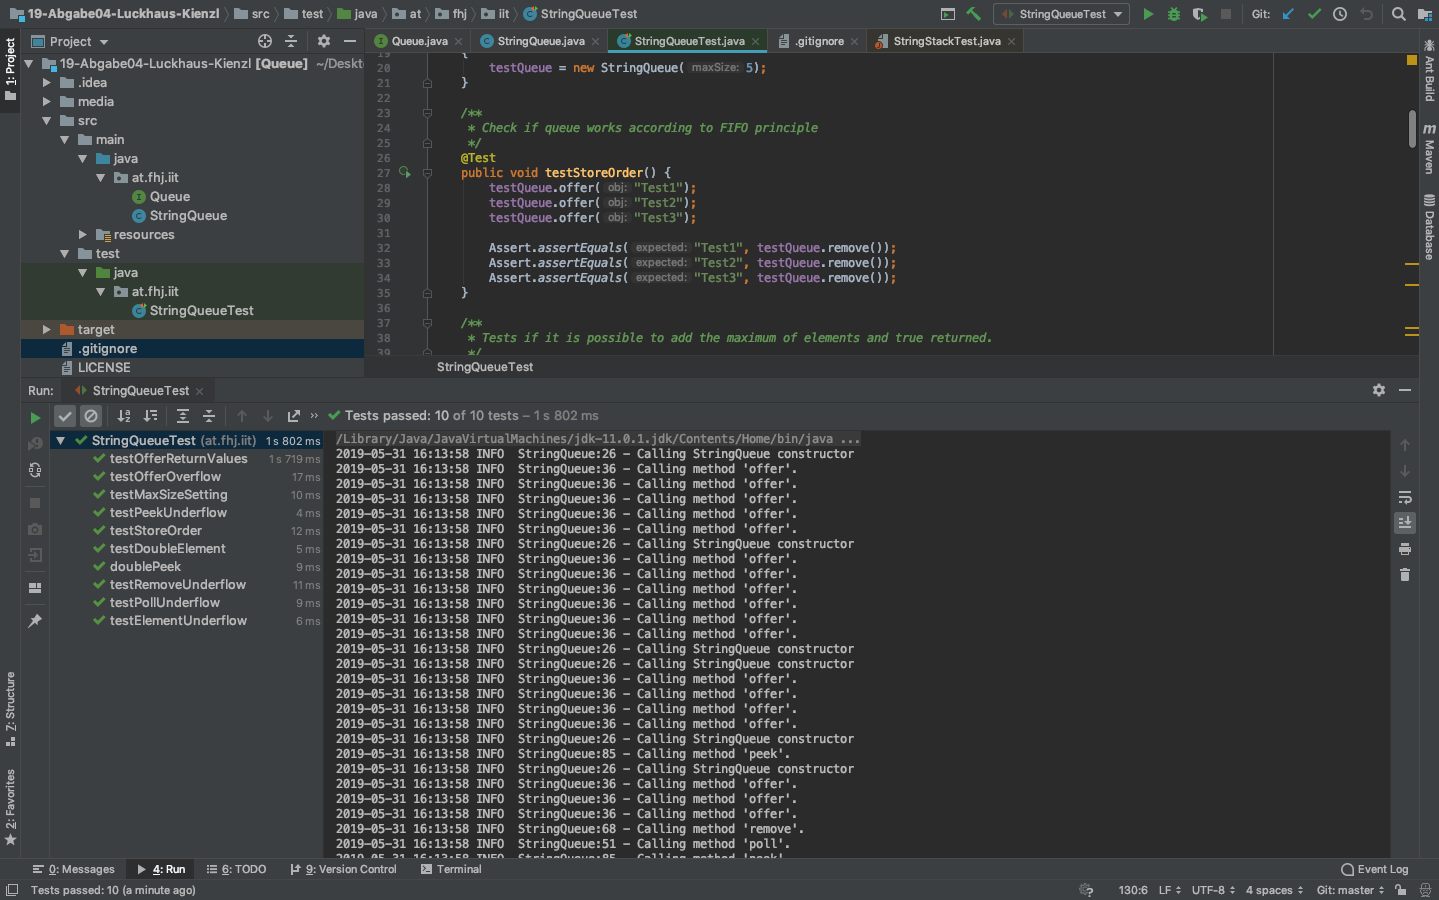 19-Abgabe04-Luckhaus-Kienzl src test java at fhj iit StringQueueTest StringQueueTest Git:
1: Project Project Queue.java StringQueue.java StringQueueTest.java .gitignore StringStackTest.java
19-Abgabe04-Luckhaus-Kienzl [Queue] ~/Deskt
.idea
media
src
main
java
at.fhj.iit
Queue
StringQueue
resources
test
java
at.fhj.iit
StringQueueTest
target
.gitignore
LICENSE
19 {
20 testQueue = new StringQueue( maxSize: 5);
21 }
22
23 /**
24 * Check if queue works according to FIFO principle
25 */
26 @Test
27 public void testStoreOrder() {
28 testQueue.offer( obj: "Test1");
29 testQueue.offer( obj: "Test2");
30 testQueue.offer( obj: "Test3");
31
32 Assert.assertEquals( expected: "Test1", testQueue.remove());
33 Assert.assertEquals( expected: "Test2", testQueue.remove());
34 Assert.assertEquals( expected: "Test3", testQueue.remove());
35 }
36
37 /**
38 * Tests if it is possible to add the maximum of elements and true returned.
39 */
StringQueueTest
Ant Build
Maven
Database
Run: StringQueueTest
Tests passed: 10 of 10 tests – 1 s 802 ms
StringQueueTest (at.fhj.iit) 1 s 802 ms
testOfferReturnValues 1 s 719 ms
testOfferOverflow 17 ms
testMaxSizeSetting 10 ms
testPeekUnderflow 4 ms
testStoreOrder 12 ms
testDoubleElement 5 ms
doublePeek 9 ms
testRemoveUnderflow 11 ms
testPollUnderflow 9 ms
testElementUnderflow 6 ms
/Library/Java/JavaVirtualMachines/jdk-11.0.1.jdk/Contents/Home/bin/java ...
2019-05-31 16:13:58 INFO StringQueue:26 - Calling StringQueue constructor
2019-05-31 16:13:58 INFO StringQueue:36 - Calling method 'offer'.
2019-05-31 16:13:58 INFO StringQueue:36 - Calling method 'offer'.
2019-05-31 16:13:58 INFO StringQueue:36 - Calling method 'offer'.
2019-05-31 16:13:58 INFO StringQueue:36 - Calling method 'offer'.
2019-05-31 16:13:58 INFO StringQueue:36 - Calling method 'offer'.
2019-05-31 16:13:58 INFO StringQueue:26 - Calling StringQueue constructor
2019-05-31 16:13:58 INFO StringQueue:36 - Calling method 'offer'.
2019-05-31 16:13:58 INFO StringQueue:36 - Calling method 'offer'.
2019-05-31 16:13:58 INFO StringQueue:36 - Calling method 'offer'.
2019-05-31 16:13:58 INFO StringQueue:36 - Calling method 'offer'.
2019-05-31 16:13:58 INFO StringQueue:36 - Calling method 'offer'.
2019-05-31 16:13:58 INFO StringQueue:36 - Calling method 'offer'.
2019-05-31 16:13:58 INFO StringQueue:26 - Calling StringQueue constructor
2019-05-31 16:13:58 INFO StringQueue:26 - Calling StringQueue constructor
2019-05-31 16:13:58 INFO StringQueue:36 - Calling method 'offer'.
2019-05-31 16:13:58 INFO StringQueue:36 - Calling method 'offer'.
2019-05-31 16:13:58 INFO StringQueue:36 - Calling method 'offer'.
2019-05-31 16:13:58 INFO StringQueue:36 - Calling method 'offer'.
2019-05-31 16:13:58 INFO StringQueue:26 - Calling StringQueue constructor
2019-05-31 16:13:58 INFO StringQueue:85 - Calling method 'peek'.
2019-05-31 16:13:58 INFO StringQueue:26 - Calling StringQueue constructor
2019-05-31 16:13:58 INFO StringQueue:36 - Calling method 'offer'.
2019-05-31 16:13:58 INFO StringQueue:36 - Calling method 'offer'.
2019-05-31 16:13:58 INFO StringQueue:36 - Calling method 'offer'.
2019-05-31 16:13:58 INFO StringQueue:68 - Calling method 'remove'.
2019-05-31 16:13:58 INFO StringQueue:51 - Calling method 'poll'.
2019-05-31 16:13:58 INFO StringQueue:85 - Calling method 'peek'.
7: Structure
2: Favorites
0: Messages 4: Run 6: TODO 9: Version Control Terminal Event Log
Tests passed: 10 (a minute ago) 130:6 LF UTF-8 4 spaces Git: master